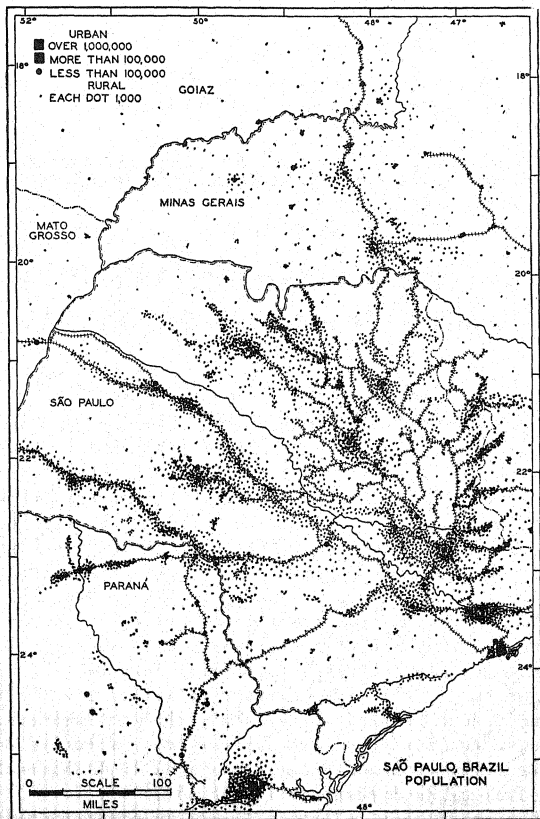 52°
50°
48°
47°
URBAN
OVER 1,000,000
MORE THAN 100,000
LESS THAN 100,000
RURAL
EACH DOT 1,000
18°
18°
GOIAZ
MINAS GERAIS
MATO
GROSSO
20°
20°
SÃO PAULO
22°
22°
PARANÁ
24°
24°
SÃO PAULO, BRAZIL
POPULATION
SCALE
0 100
MILES
48°